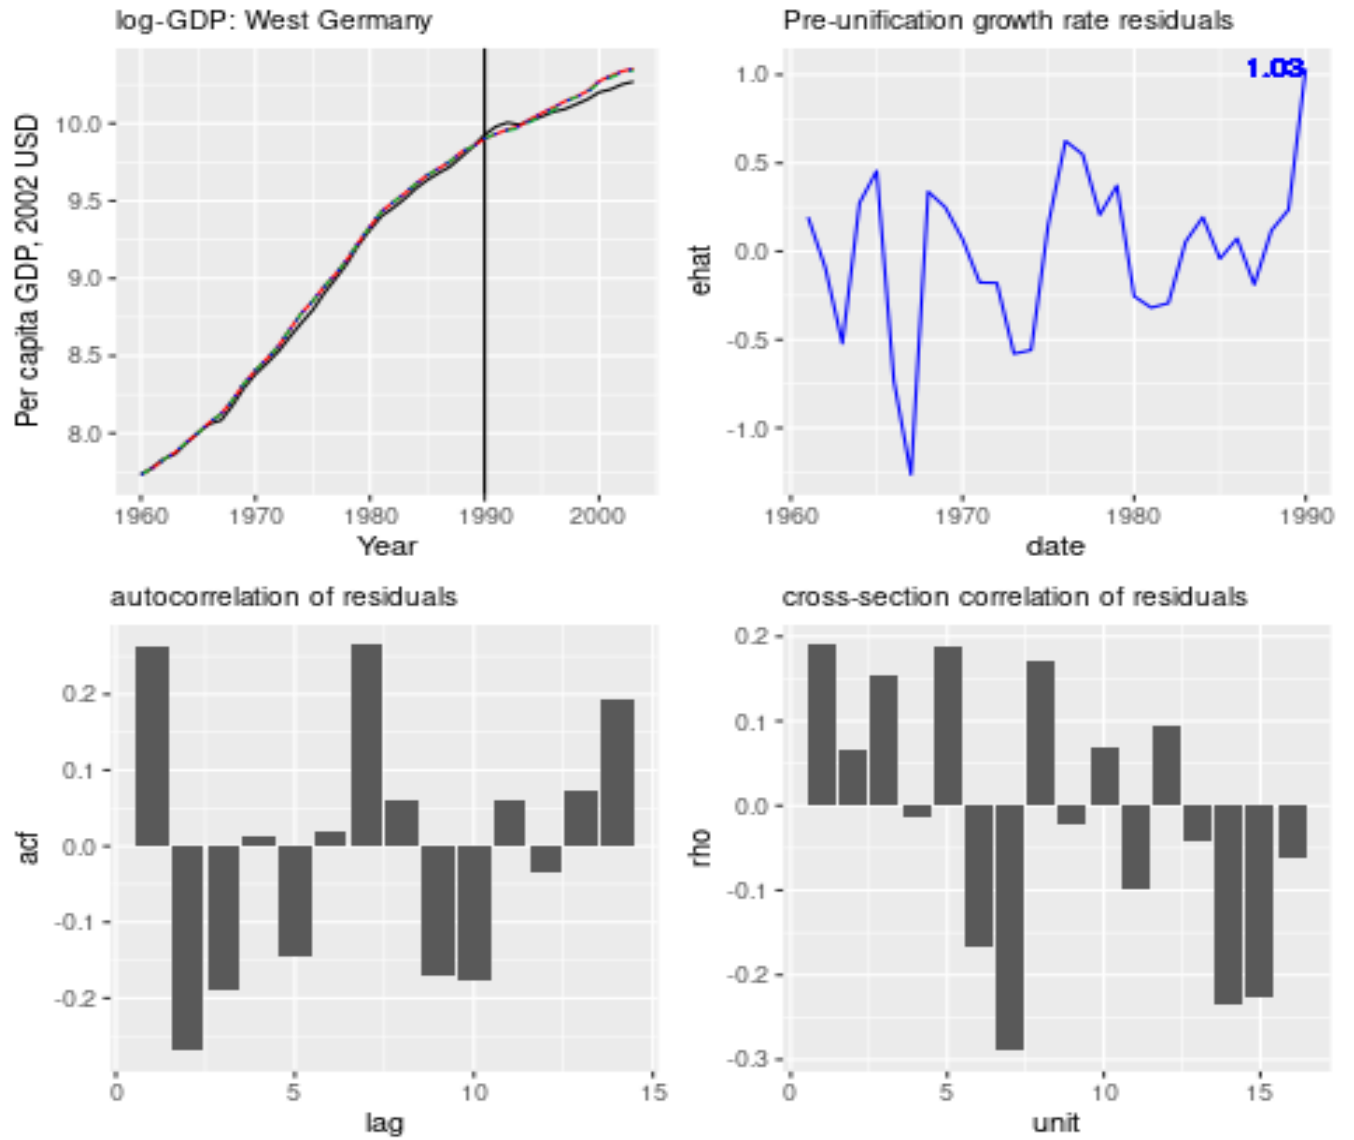 log-GDP: West Germany
Per capita GDP, 2002 USD
10.0
9.5
9.0
8.5
8.0
1960 1970 1980 1990 2000
Year
Pre-unification growth rate residuals
1.03
ehat
1.0
0.5
0.0
-0.5
-1.0
1960 1970 1980 1990
date
autocorrelation of residuals
acf
0.2
0.1
0.0
-0.1
-0.2
0 5 10 15
lag
cross-section correlation of residuals
rho
0.2
0.1
0.0
-0.1
-0.2
-0.3
0 5 10 15
unit